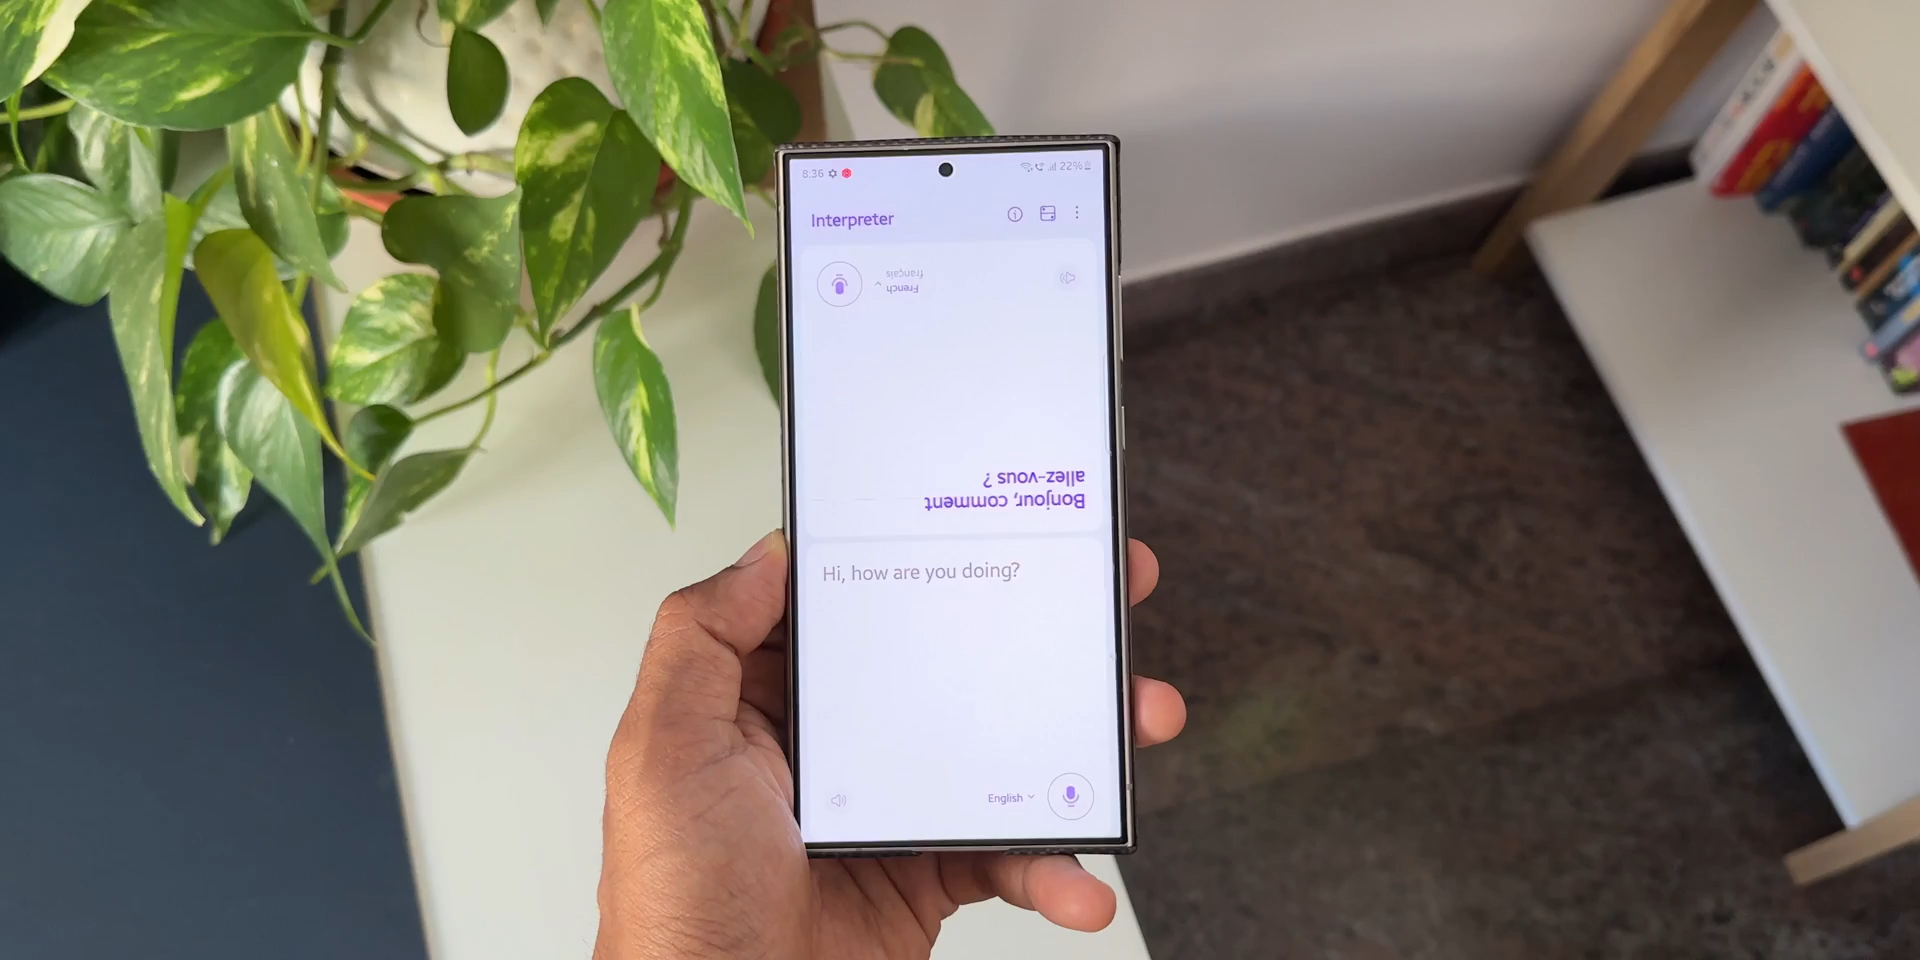 8:36
22%
Interpreter
French
français
Bonjour, comment
allez-vous ?
Hi, how are you doing?
English